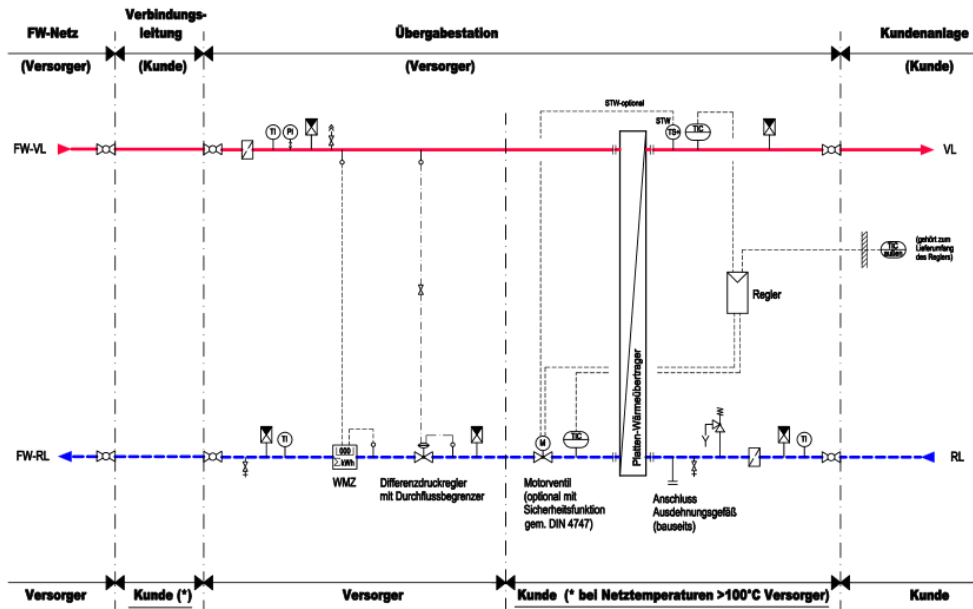 FW-Netz
(Versorger)
Verbindungs-
leitung
(Kunde)
Übergabestation
(Versorger)
Kundenanlage
(Kunde)
STW-optional
STW
TI
PI
TS+
TIC
FW-VL
VL
TIC
außen
(gehört zum
Lieferumfang
des Reglers)
Regler
Platten-Wärmeübertrager
M
TIC
TI
000
∑kWh
TI
FW-RL
RL
WMZ
Differenzdruckregler
mit Durchflussbegrenzer
Motorventil
(optional mit
Sicherheitsfunktion
gem. DIN 4747)
Anschluss
Ausdehnungsgefäß
(bauseits)
Versorger
Kunde (*)
Versorger
Kunde (* bei Netztemperaturen >100°C Versorger)
Kunde